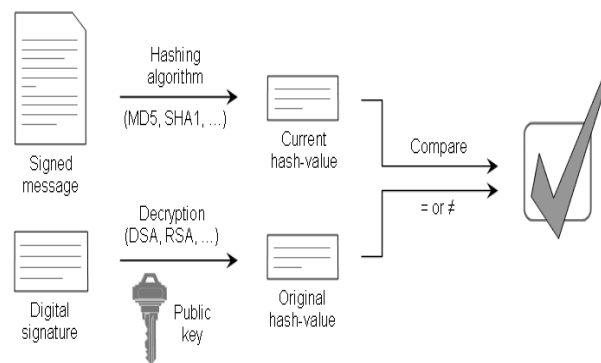 Hashing
algorithm
(MD5, SHA1, ...)
Signed
message
Current
hash-value
Compare
= or ≠
Decryption
(DSA, RSA, ...)
Digital
signature
Public
key
Original
hash-value